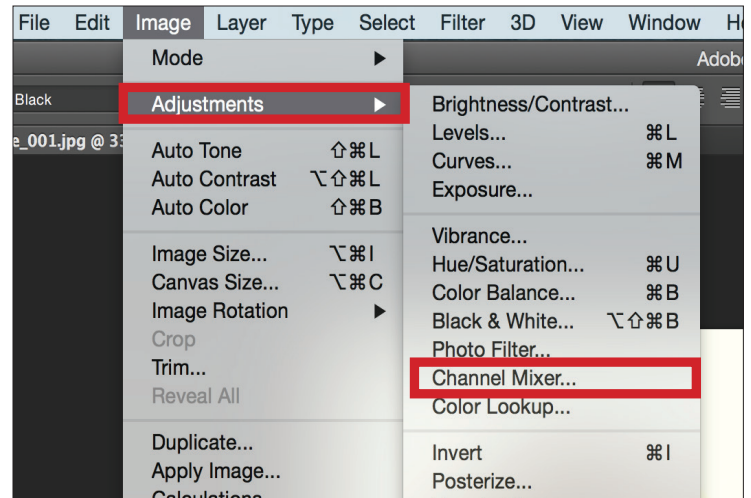 File Edit Image Layer Type Select Filter 3D View Window
Mode ▶
Black
Adjustments ▶
Auto Tone ⇧⌘L
Auto Contrast ⌥⇧⌘L
Auto Color ⇧⌘B
Image Size... ⌥⌘I
Canvas Size... ⌥⌘C
Image Rotation ▶
Crop
Trim...
Reveal All
Duplicate...
Apply Image...
Calculations
Brightness/Contrast...
Levels... ⌘L
Curves... ⌘M
Exposure...
Vibrance...
Hue/Saturation... ⌘U
Color Balance... ⌘B
Black & White... ⌥⇧⌘B
Photo Filter...
Channel Mixer...
Color Lookup...
Invert ⌘I
Posterize...